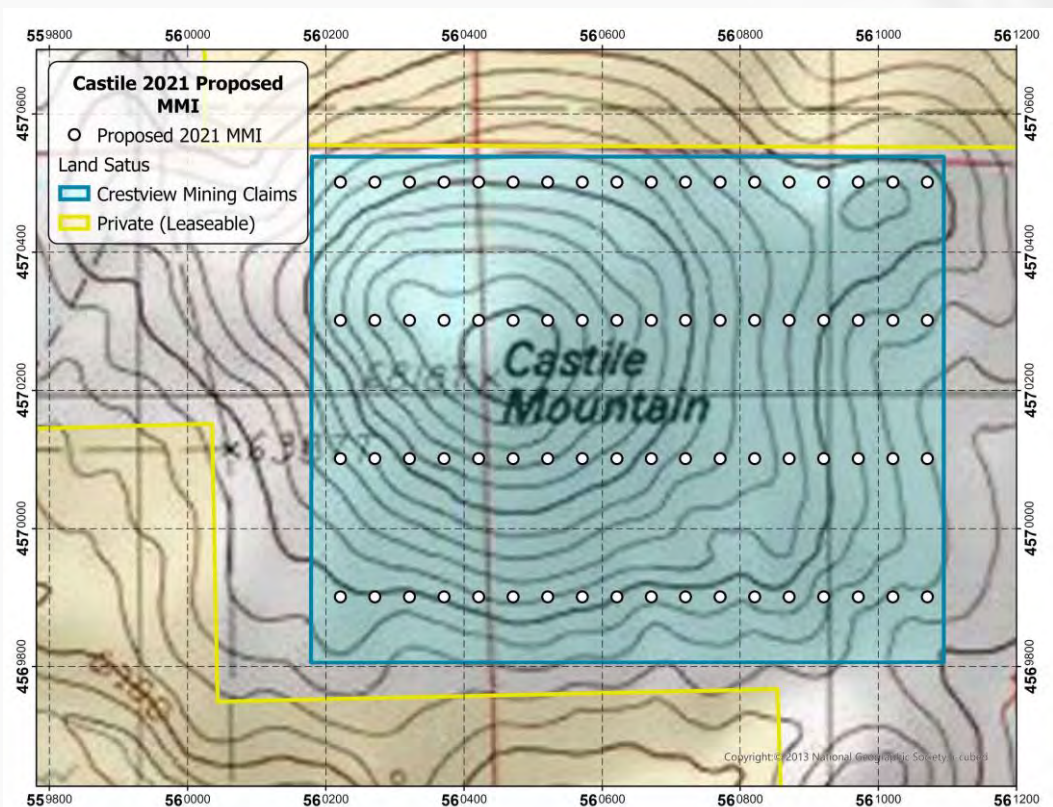 559800 560000 560200 560400 560600 560800 561000 561200
Castile 2021 Proposed
MMI
Proposed 2021 MMI
Land Satus
Crestview Mining Claims
Private (Leaseable)
4570600 4570600
4570400 4570400
Castile
Mountain
4570200 4570200
4570000 4570000
4569800 4569800
Copyright:© 2013 National Geographic Society, i-cubed
559800 560000 560200 560400 560600 560800 561000 561200